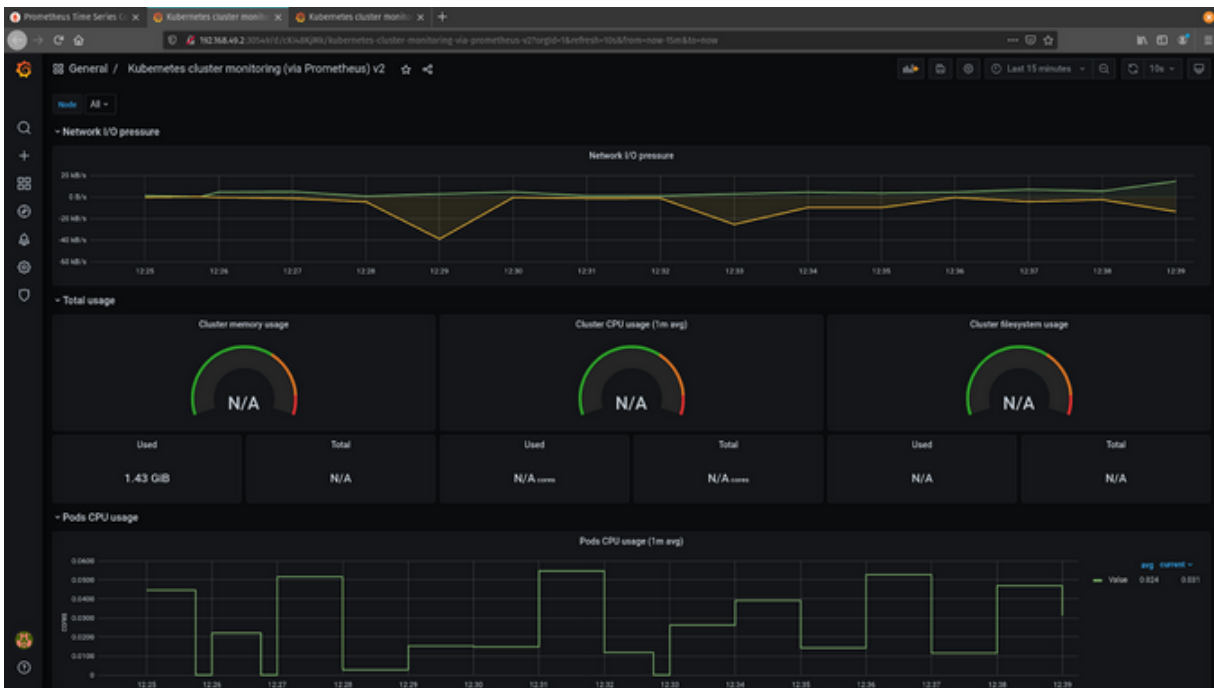 Prometheus Time Series C
Kubernetes cluster monito
Kubernetes cluster monito
General / Kubernetes cluster monitoring (via Prometheus) v2
Last 15 minutes
10s
Node All
Network I/O pressure
Network I/O pressure
20 kB/s
0 B/s
-20 kB/s
-40 kB/s
-60 kB/s
12:25 12:26 12:27 12:28 12:29 12:30 12:31 12:32 12:33 12:34 12:35 12:36 12:37 12:38 12:39
Total usage
Cluster memory usage
N/A
Cluster CPU usage (1m avg)
N/A
Cluster filesystem usage
N/A
Used
1.43 GiB
Total
N/A
Used
N/A cores
Total
N/A cores
Used
N/A
Total
N/A
Pods CPU usage
Pods CPU usage (1m avg)
cores
0.0600
0.0500
0.0400
0.0300
0.0200
0.0100
0
12:25 12:26 12:27 12:28 12:29 12:30 12:31 12:32 12:33 12:34 12:35 12:36 12:37 12:38 12:39
avg current
Value 0.024 0.031